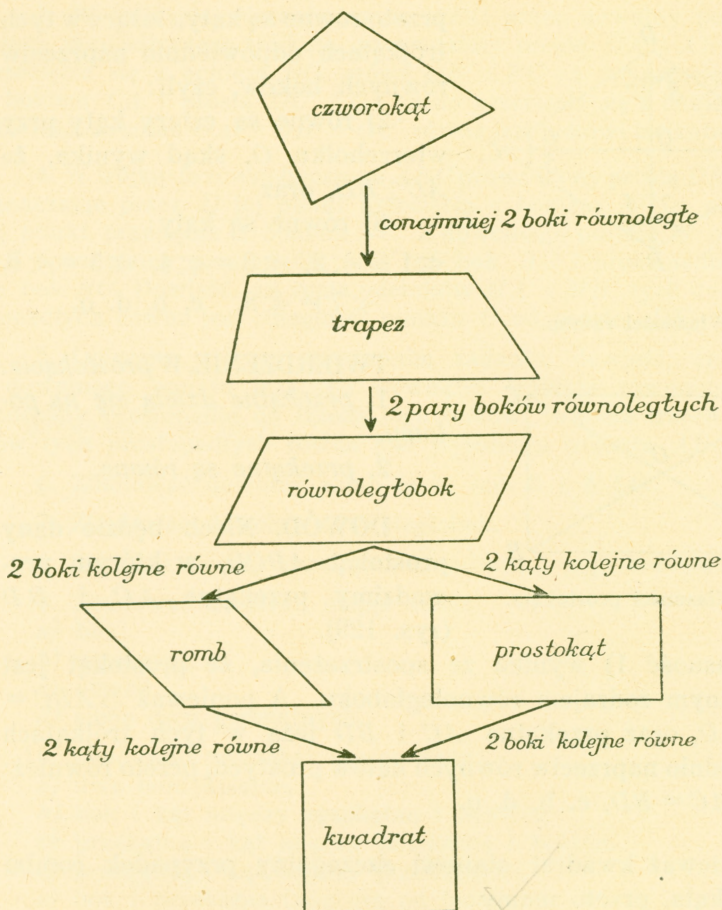 czworokąt
conajmniej 2 boki równoległe
trapez
2 pary boków równoległych
równoległobok
2 boki kolejne równe
2 kąty kolejne równe
romb
prostokąt
2 kąty kolejne równe
2 boki kolejne równe
kwadrat